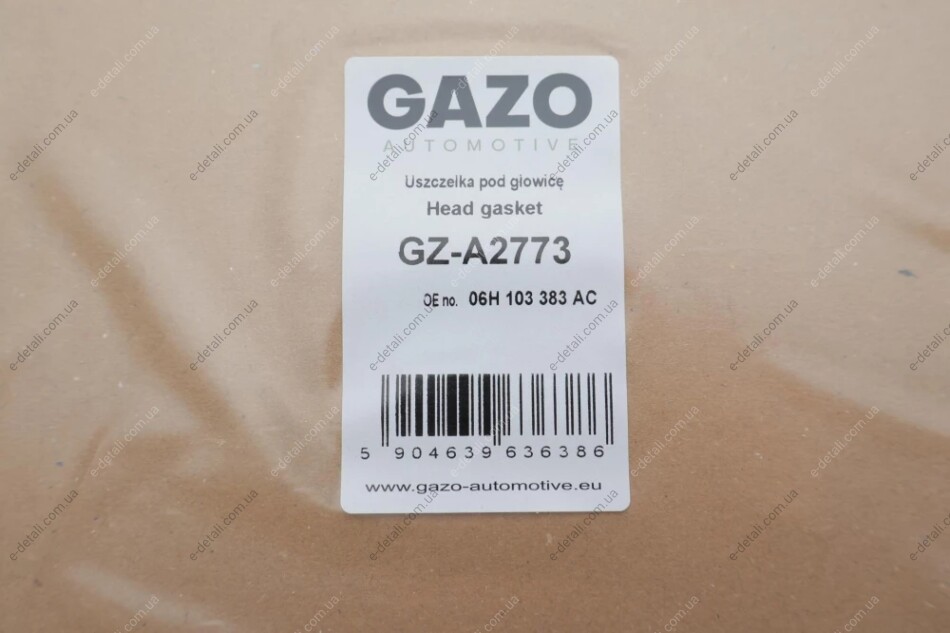 GAZO
AUTOMOTIVE
Uszczelka pod głowicę
Head gasket
GZ-A2773
OE no. 06H 103 383 AC
5 904639 636386
www.gazo-automotive.eu
e-detali.com.ua